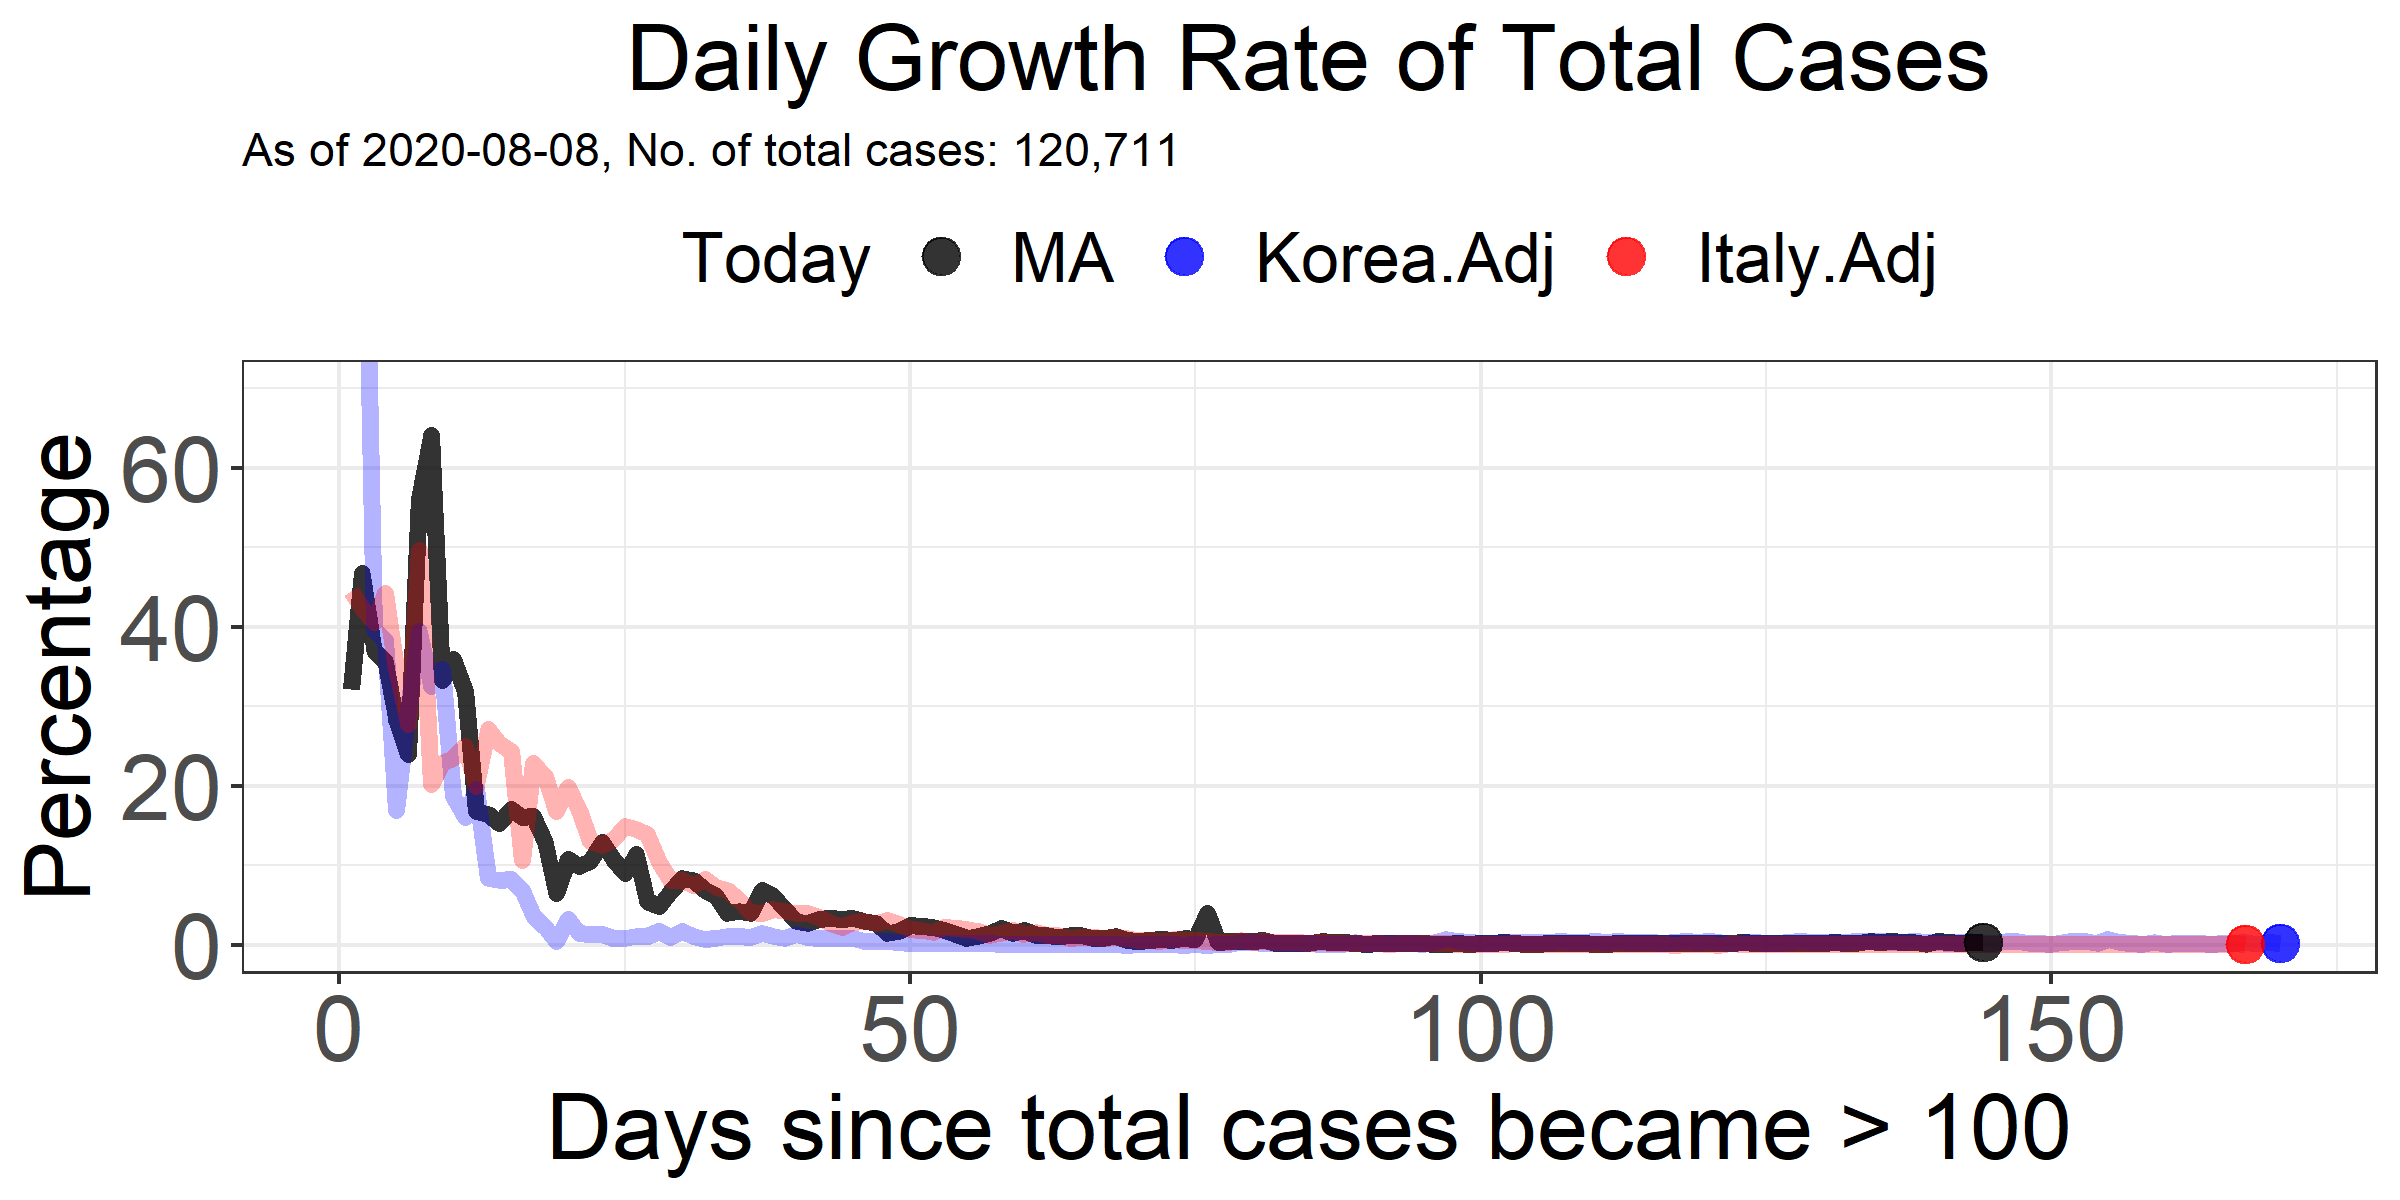 Daily Growth Rate of Total Cases
As of 2020-08-08, No. of total cases: 120,711
Today MA Korea.Adj Italy.Adj
Percentage
60
40
20
0
0 50 100 150
Days since total cases became > 100